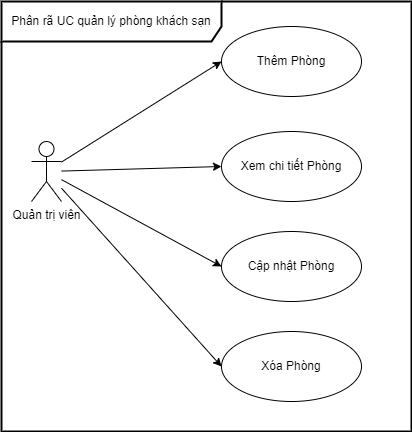 Phân rã UC quản lý phòng khách sạn
Thêm Phòng
Xem chi tiết Phòng
Quản trị viên
Cập nhật Phòng
Xóa Phòng